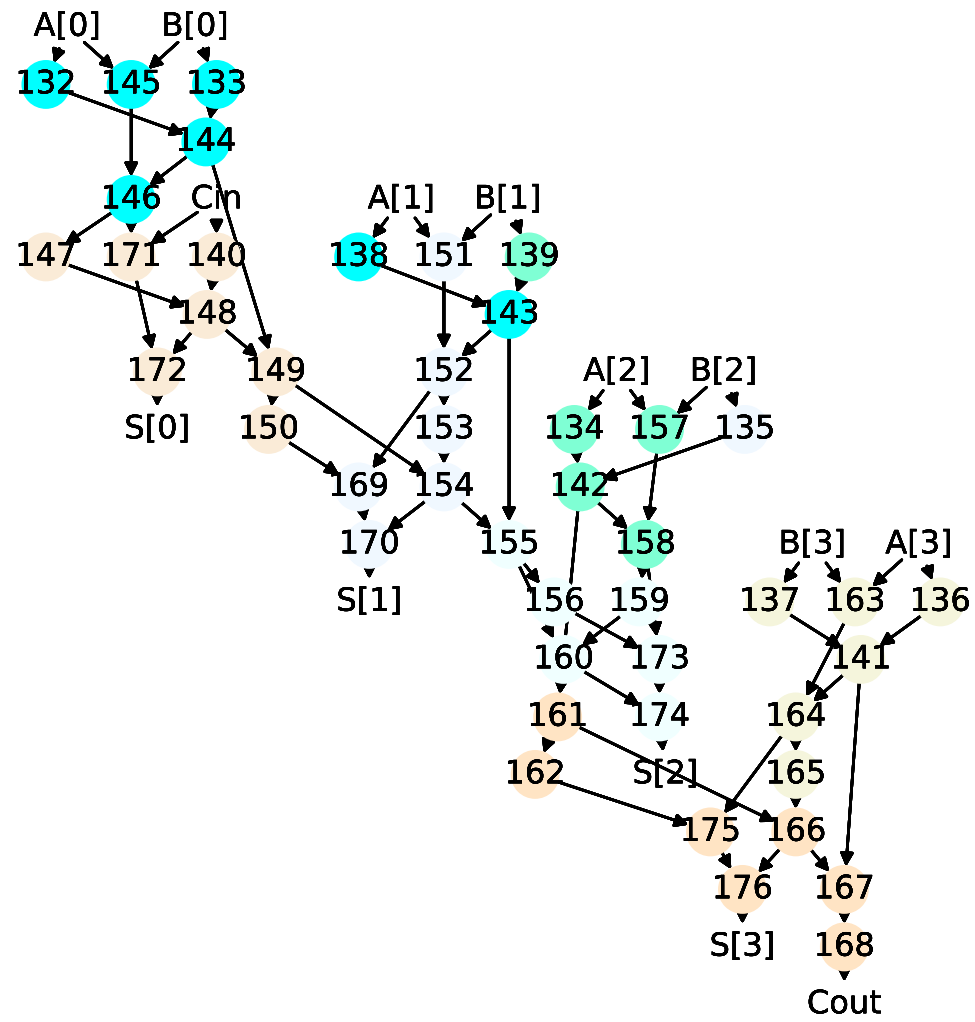 A[0] B[0]
132 145 133
144
146 Cin A[1] B[1]
147 171 140 138 151 139
148 143
172 149 152 A[2] B[2]
S[0] 150 153 134 157 135
169 154 142
170 155 158 B[3] A[3]
S[1] 156 159 137 163 136
160 173 141
161 174 164
162 S[2] 165
175 166
176 167
S[3] 168
Cout